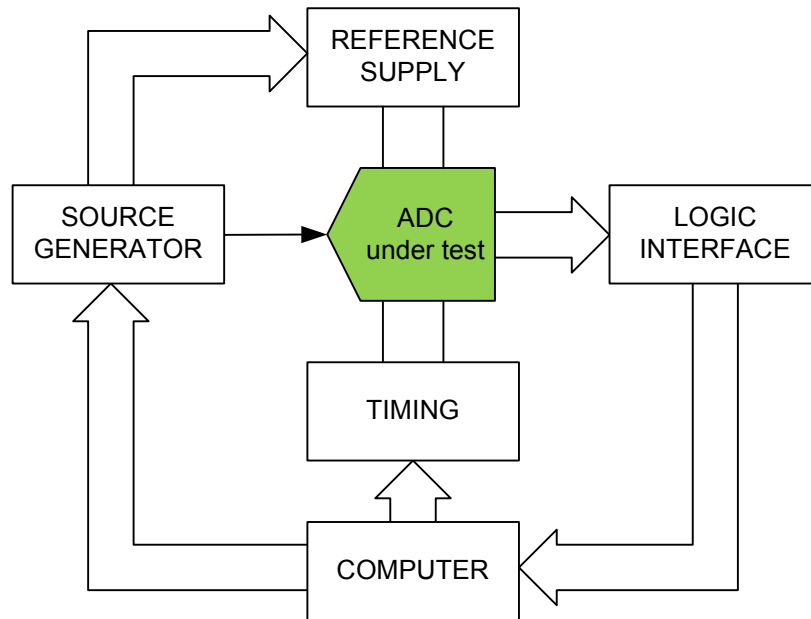 REFERENCE
SUPPLY
SOURCE
GENERATOR
ADC
under test
LOGIC
INTERFACE
TIMING
COMPUTER